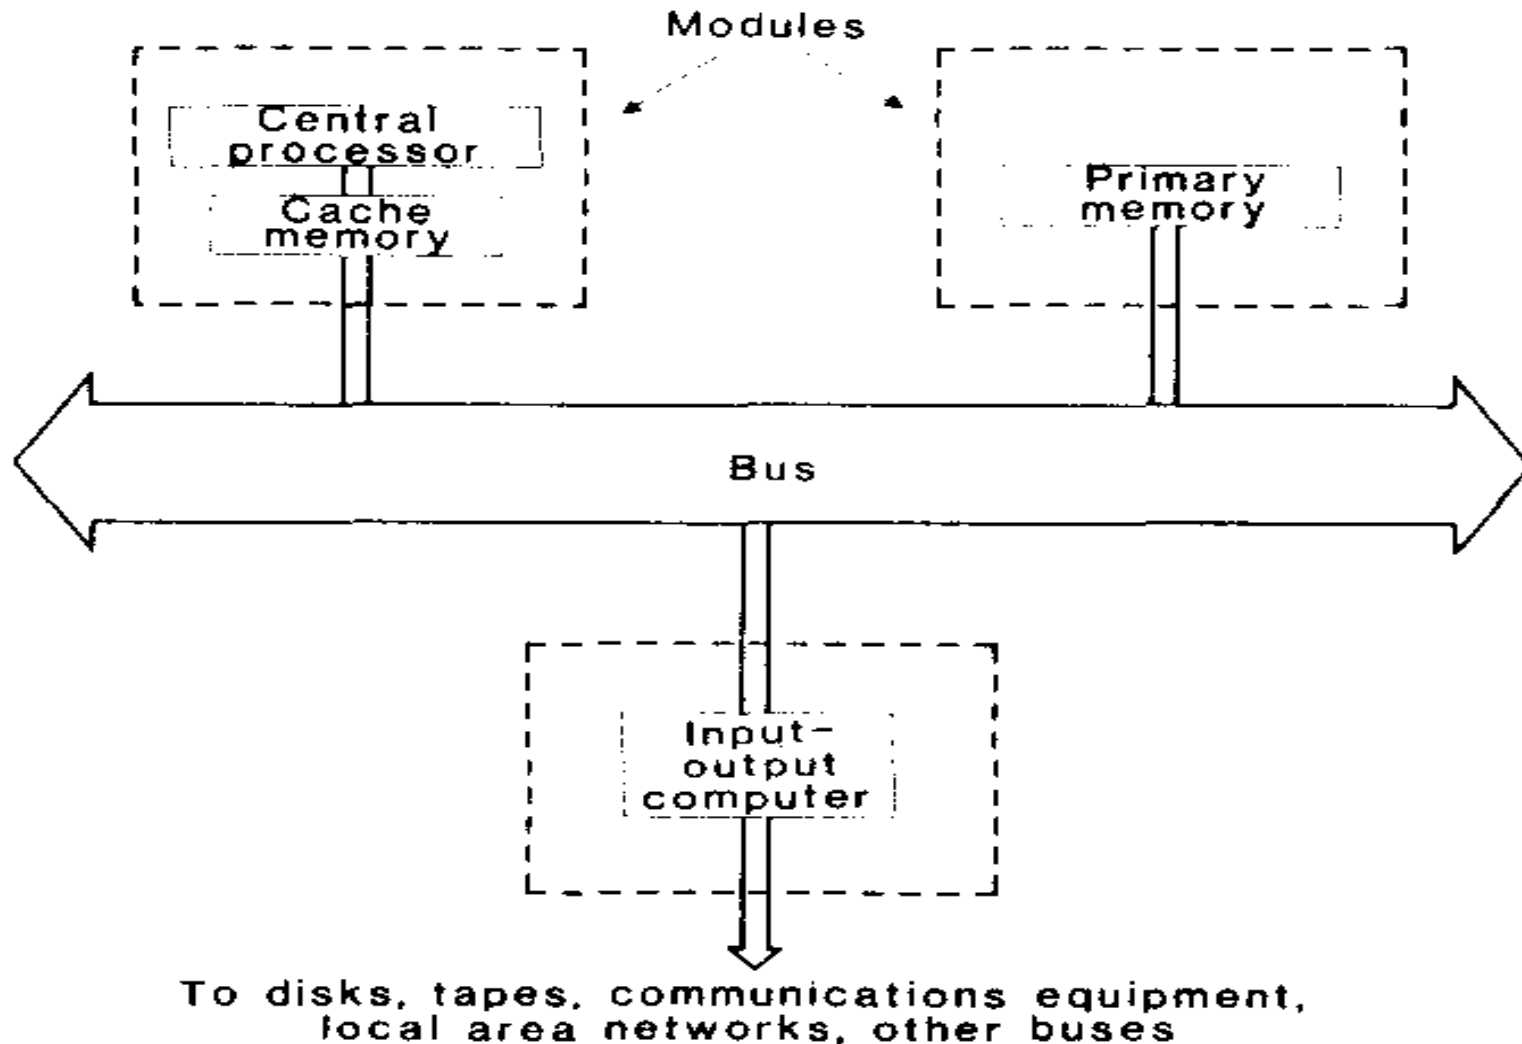 Modules
Central
processor
Cache
memory
Primary
memory
Bus
Input-
output
computer
To disks, tapes, communications equipment,
local area networks, other buses